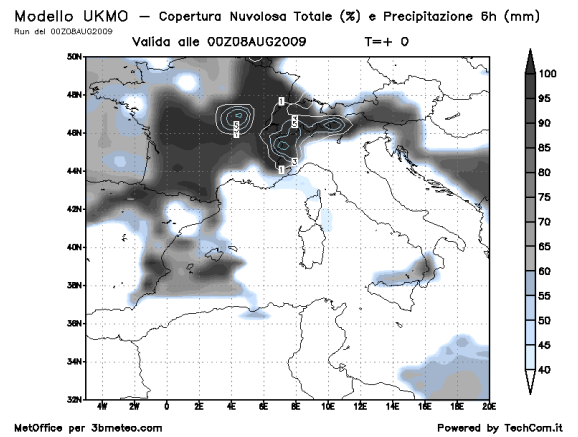 Modello UKMO – Copertura Nuvolosa Totale (%) e Precipitazione 6h (mm)
Run del 00Z08AUG2009
Valida alle 00Z08AUG2009 T=+ 0
50N
48N
46N
44N
42N
40N
38N
36N
34N
32N
4W 2W 0 2E 4E 6E 8E 10E 12E 14E 16E 18E 20E
100
95
90
85
80
75
70
65
60
55
50
45
40
MetOffice per 3bmeteo.com
Powered by TechCom.it